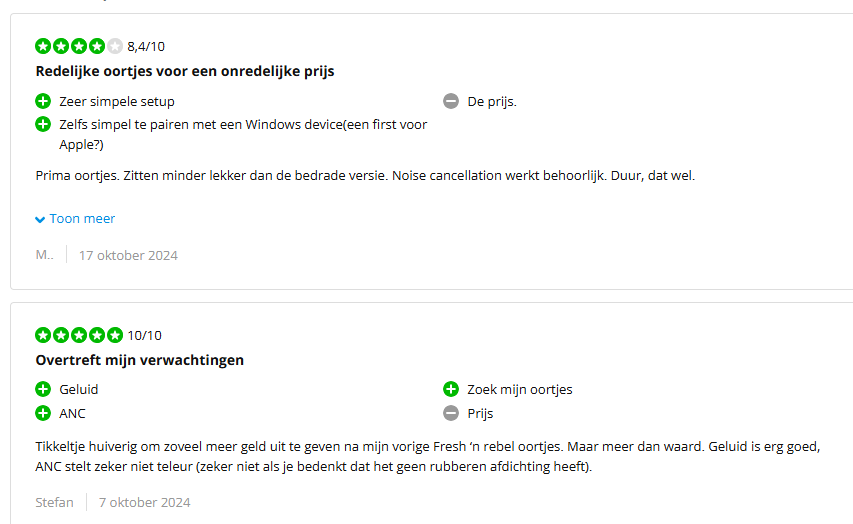 8,4/10
Redelijke oortjes voor een onredelijke prijs
Zeer simpele setup
Zelfs simpel te pairen met een Windows device(een first voor
Apple?)
De prijs.
Prima oortjes. Zitten minder lekker dan de bedrade versie. Noise cancellation werkt behoorlijk. Duur, dat wel.
Toon meer
M..
17 oktober 2024
10/10
Overtreft mijn verwachtingen
Geluid
ANC
Zoek mijn oortjes
Prijs
Tikkeltje huiverig om zoveel meer geld uit te geven na mijn vorige Fresh ‘n rebel oortjes. Maar meer dan waard. Geluid is erg goed,
ANC stelt zeker niet teleur (zeker niet als je bedenkt dat het geen rubberen afdichting heeft).
Stefan
7 oktober 2024